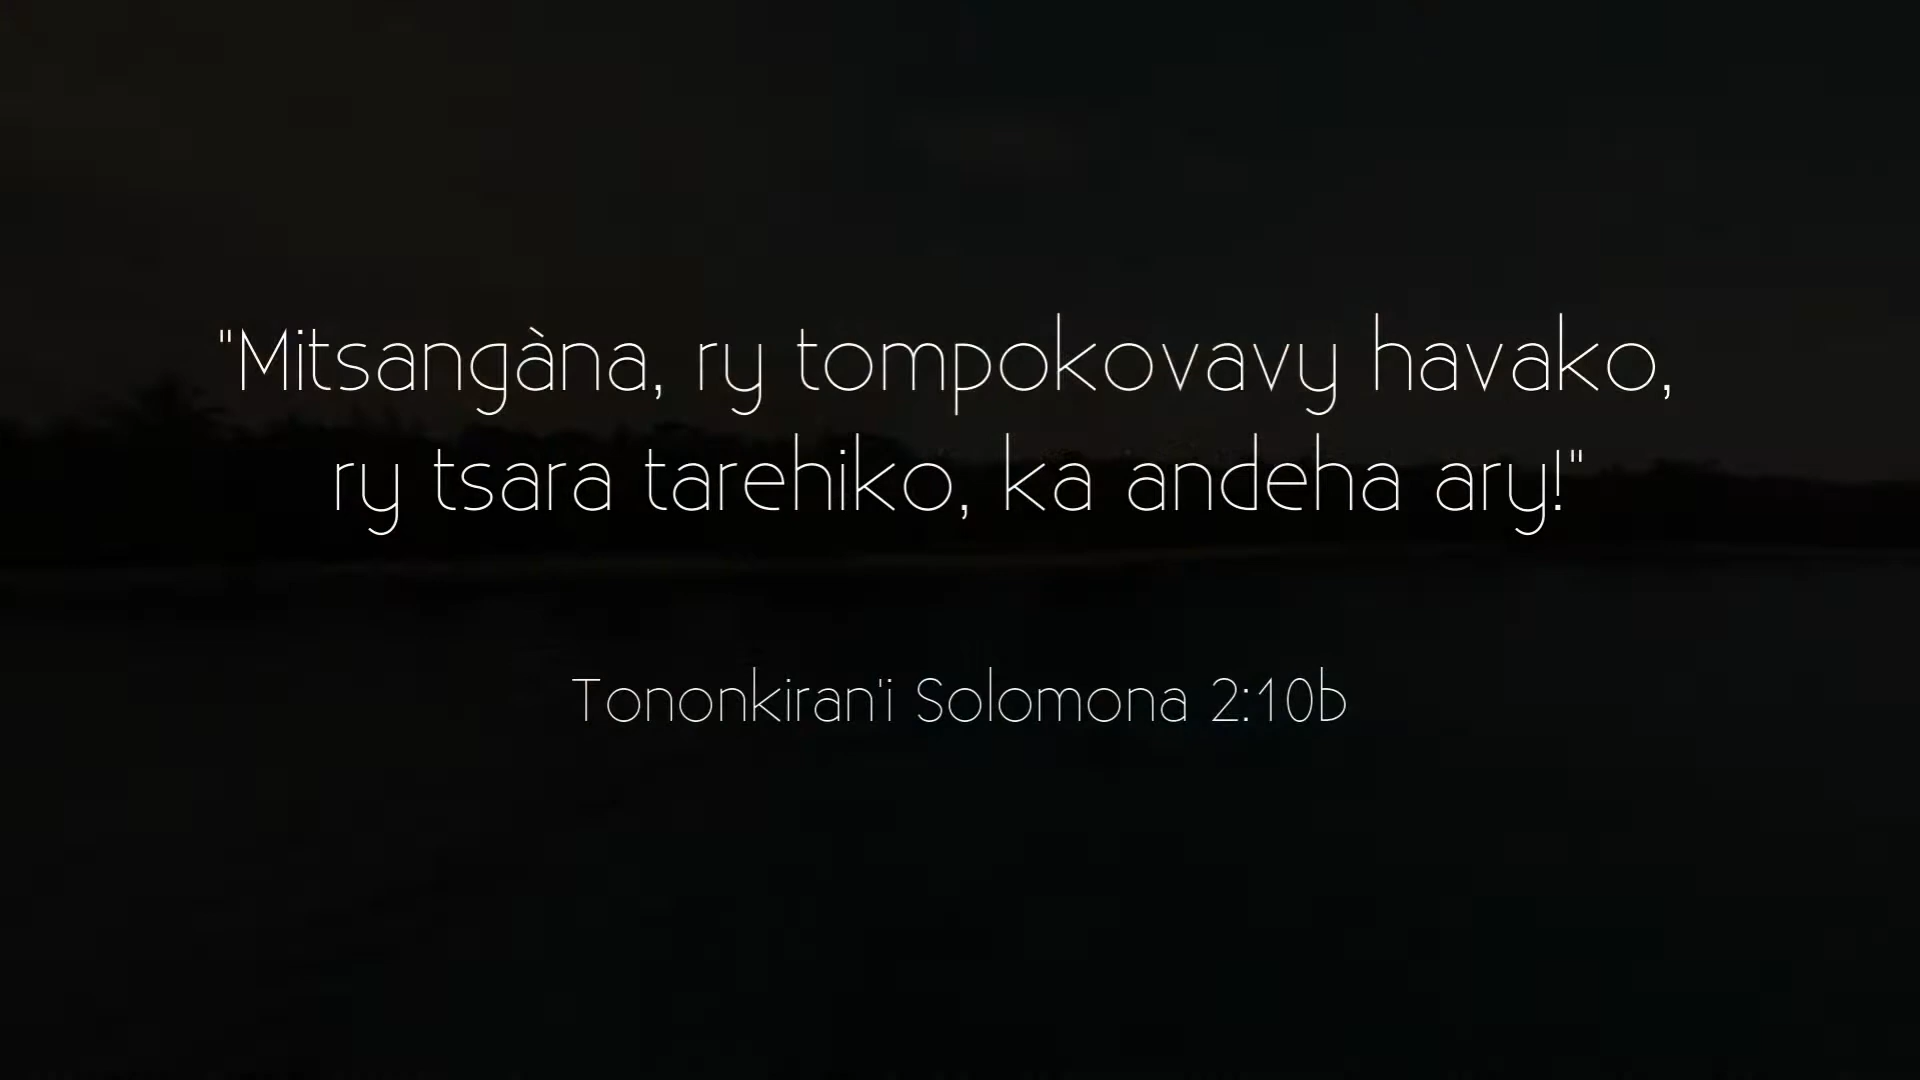 "Mitsangàna, ry tompokovavy havako,
ry tsara tarehiko, ka andeha ary!"
Tononkiran'i Solomona 2:10b